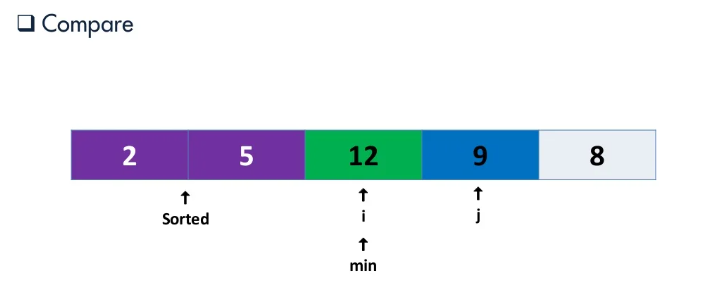 ❑ Compare
2 5 12 9 8
↑ ↑ ↑
Sorted i j
↑
min